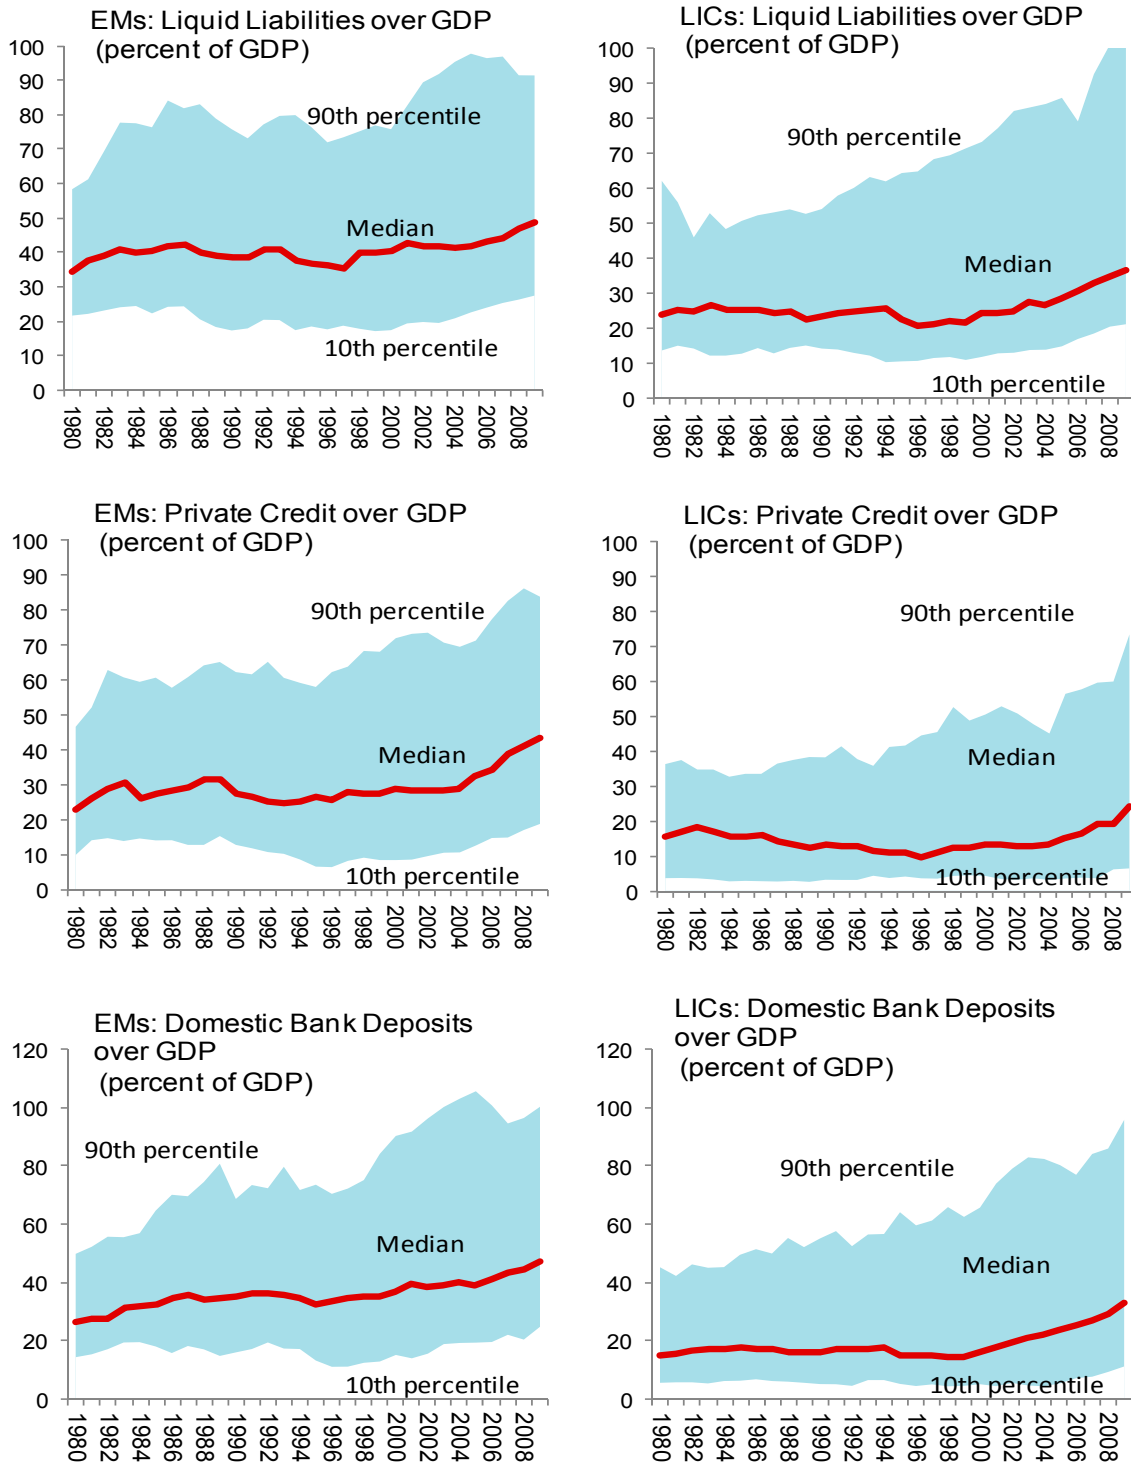 EMs: Liquid Liabilities over GDP
(percent of GDP)
100
90
80
70
60
50
40
30
20
10
0
90th percentile
Median
10th percentile
1980 1982 1984 1986 1988 1990 1992 1994 1996 1998 2000 2002 2004 2006 2008
LICs: Liquid Liabilities over GDP
(percent of GDP)
100
90
80
70
60
50
40
30
20
10
0
90th percentile
Median
10th percentile
1980 1982 1984 1986 1988 1990 1992 1994 1996 1998 2000 2002 2004 2006 2008
EMs: Private Credit over GDP
(percent of GDP)
100
90
80
70
60
50
40
30
20
10
0
90th percentile
Median
10th percentile
1980 1982 1984 1986 1988 1990 1992 1994 1996 1998 2000 2002 2004 2006 2008
LICs: Private Credit over GDP
(percent of GDP)
100
90
80
70
60
50
40
30
20
10
0
90th percentile
Median
10th percentile
1980 1982 1984 1986 1988 1990 1992 1994 1996 1998 2000 2002 2004 2006 2008
EMs: Domestic Bank Deposits
over GDP
(percent of GDP)
120
100
80
60
40
20
0
90th percentile
Median
10th percentile
1980 1982 1984 1986 1988 1990 1992 1994 1996 1998 2000 2002 2004 2006 2008
LICs: Domestic Bank Deposits
over GDP
(percent of GDP)
120
100
80
60
40
20
0
90th percentile
Median
10th percentile
1980 1982 1984 1986 1988 1990 1992 1994 1996 1998 2000 2002 2004 2006 2008